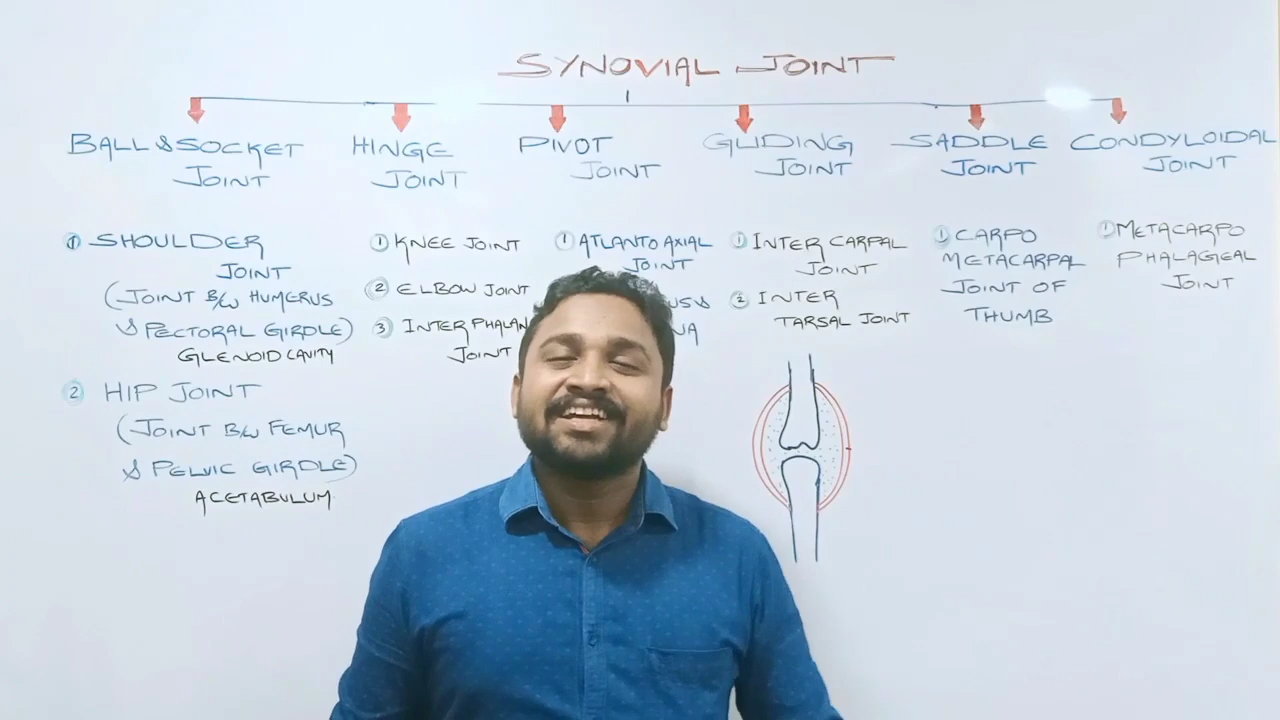 SYNOVIAL JOINT
BALL & SOCKET
JOINT
① SHOULDER
JOINT
(JOINT B/W HUMERUS
& PECTORAL GIRDLE)
GLENOID CAVITY
② HIP JOINT
(JOINT B/W FEMUR
& PELVIC GIRDLE)
ACETABULUM
HINGE
JOINT
① KNEE JOINT
② ELBOW JOINT
③ INTER PHALAN
JOINT
PIVOT
JOINT
① ATLANTO AXIAL
JOINT
GLIDING
JOINT
① INTER CARPAL
JOINT
② INTER
TARSAL JOINT
SADDLE
JOINT
① CARPO
METACARPAL
JOINT OF
THUMB
CONDYLOIDAL
JOINT
① METACARPO
PHALAGEAL
JOINT